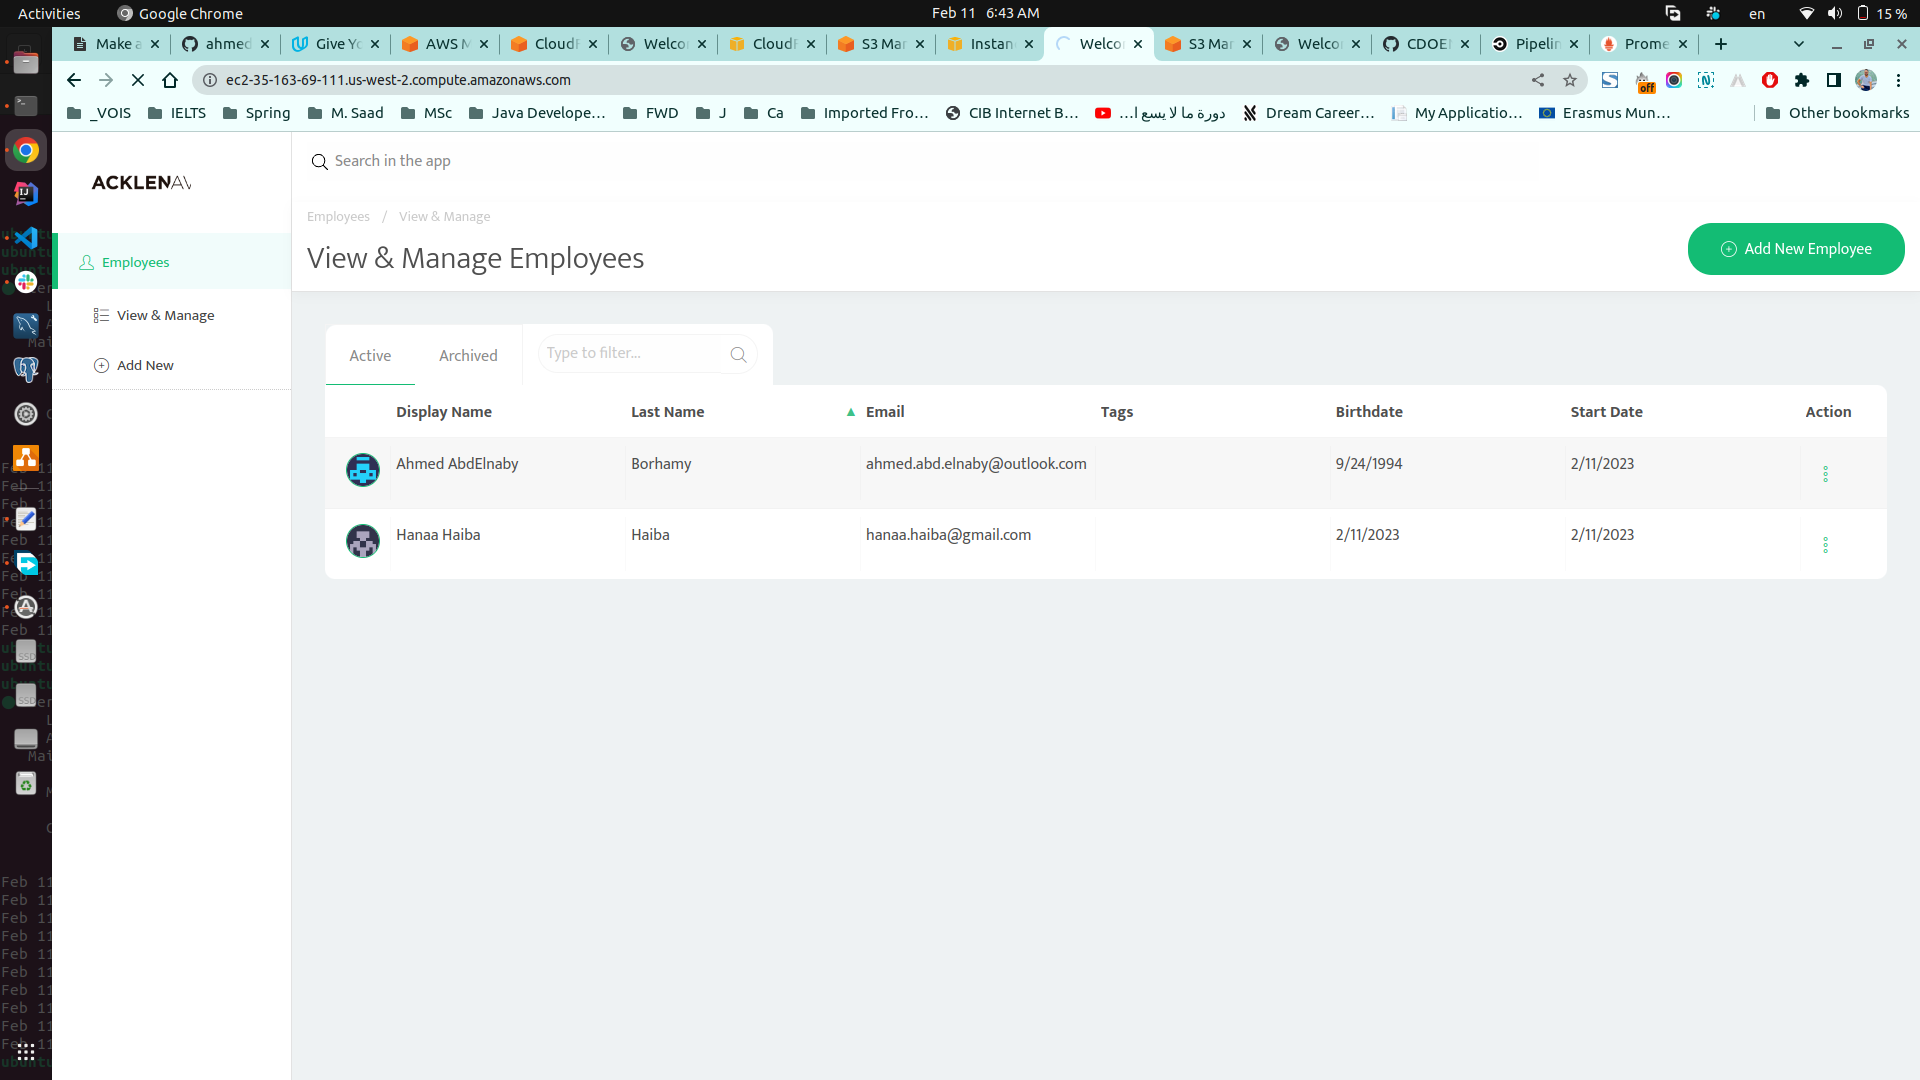 Activities
Google Chrome
Feb 11 6:43 AM
en
15 %
Make a
ahmed
Give Yo
AWS M
CloudF
Welco
CloudF
S3 Mar
Instan
Welco
S3 Mar
Welco
CDOE
Pipelin
Prome
ec2-35-163-69-111.us-west-2.compute.amazonaws.com
off
_VOIS
IELTS
Spring
M. Saad
MSc
Java Develope...
FWD
J
Ca
Imported Fro...
CIB Internet B...
دورة ما لا يسع ا...
Dream Career...
My Applicatio...
Erasmus Mun...
Other bookmarks
ACKLENAV
Search in the app
Employees / View & Manage
View & Manage Employees
Add New Employee
Employees
View & Manage
Add New
Active
Archived
Type to filter...
Display Name
Last Name
▲ Email
Tags
Birthdate
Start Date
Action
Ahmed AbdElnaby
Borhamy
ahmed.abd.elnaby@outlook.com
9/24/1994
2/11/2023
Hanaa Haiba
Haiba
hanaa.haiba@gmail.com
2/11/2023
2/11/2023